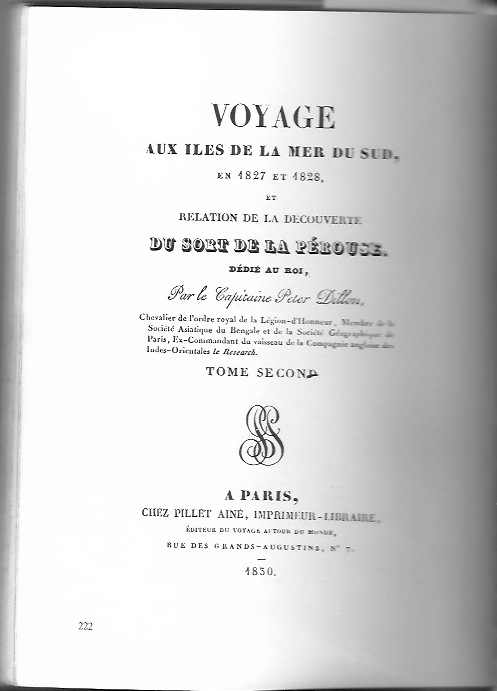 VOYAGE
AUX ILES DE LA MER DU SUD,
EN 1827 ET 1828,
ET
RELATION DE LA DECOUVERTE
DU SORT DE LA PÉROUSE.
DÉDIÉ AU ROI,
Par le Capitaine Peter Dillon,
Chevalier de l'ordre royal de la Légion-d'Honneur, Membre de la
Société Asiatique du Bengale et de la Société Géographique de
Paris, Ex-Commandant du vaisseau de la Compagnie anglaise des
Indes-Orientales le Research.
TOME SECOND
A PARIS,
CHEZ PILLET AINÉ, IMPRIMEUR-LIBRAIRE,
ÉDITEUR DU VOYAGE AUTOUR DU MONDE,
RUE DES GRANDS-AUGUSTINS, N° 7.
1830.
222